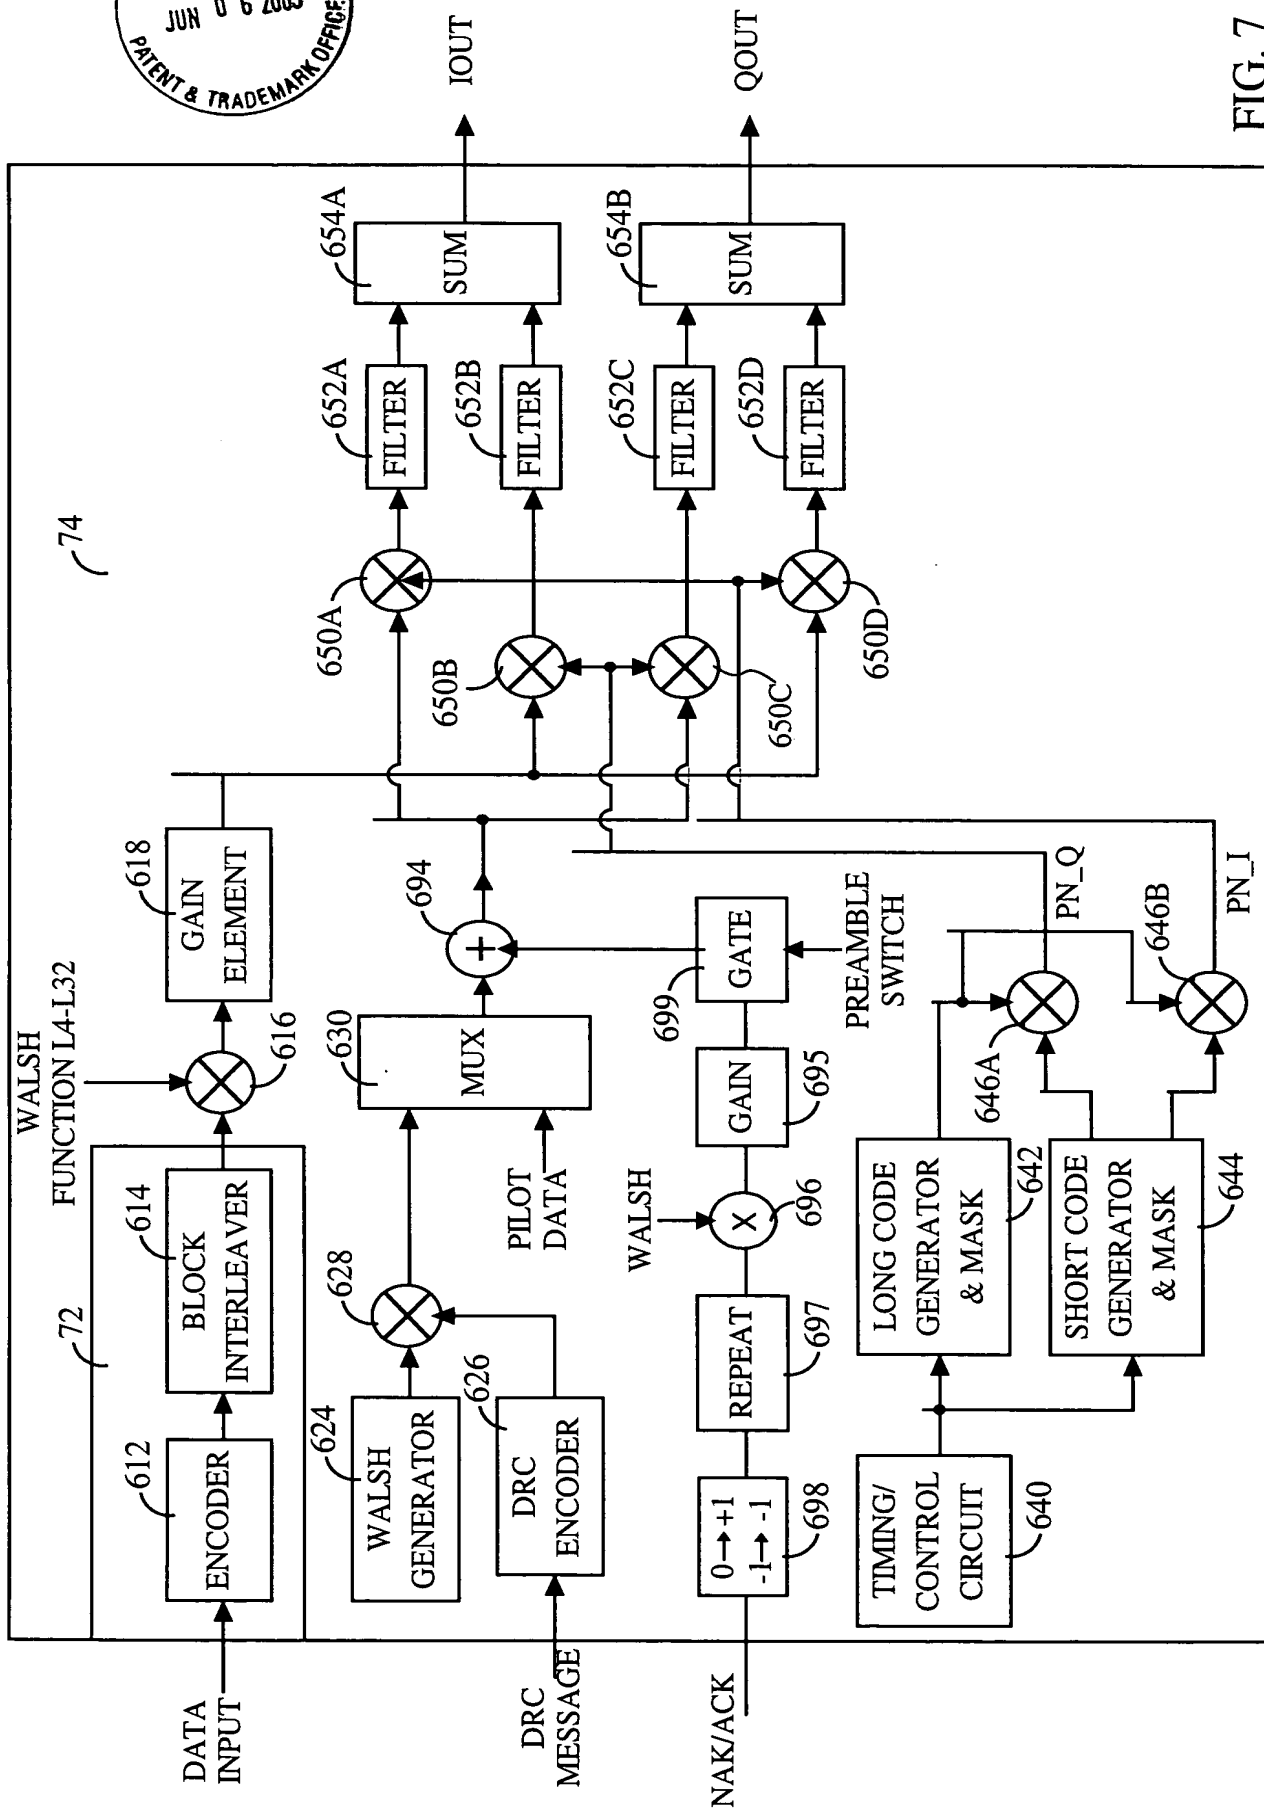 JUN 0 6 2003
PATENT & TRADEMARK OFFICE
FIG. 7
74
72
DATA
INPUT
612
ENCODER
614
BLOCK
INTERLEAVER
WALSH
FUNCTION L4-L32
616
618
GAIN
ELEMENT
624
WALSH
GENERATOR
626
DRC
ENCODER
DRC
MESSAGE
628
PILOT
DATA
630
MUX
694
NAK/ACK
0→+1
-1→ -1
698
REPEAT
697
WALSH
X
696
GAIN
695
GATE
699
PREAMBLE
SWITCH
TIMING/
CONTROL
CIRCUIT
640
LONG CODE
GENERATOR
& MASK
642
SHORT CODE
GENERATOR
& MASK
644
646A
646B
PN_Q
PN_I
650A
650B
650C
650D
652A
FILTER
652B
FILTER
652C
FILTER
652D
FILTER
654A
SUM
654B
SUM
IOUT
QOUT